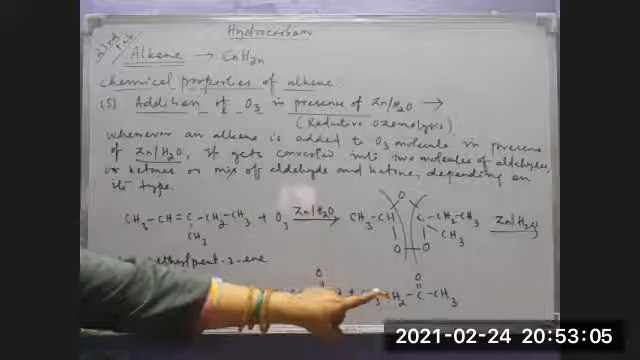 Hydrocarbon
Alkene → CnH2n
Chemical properties of alkene
(5) Addition of O3 in presence of Zn/H2O →
(Reductive Ozonolysis)
Whenever an alkene is added to O3 molecule in presence
of Zn/H2O, it gets converted into two molecules of aldehydes,
or ketones or mix of aldehyde and ketone, depending on
its type.
O
CH3-CH=C-CH2-CH3 + O3 Zn/H2O → CH3-CH C-CH2-CH3 Zn/H2O →
CH3 CH3
O-O
pent-2-ene
O O
+ H2-C-CH3
2021-02-24 20:53:05